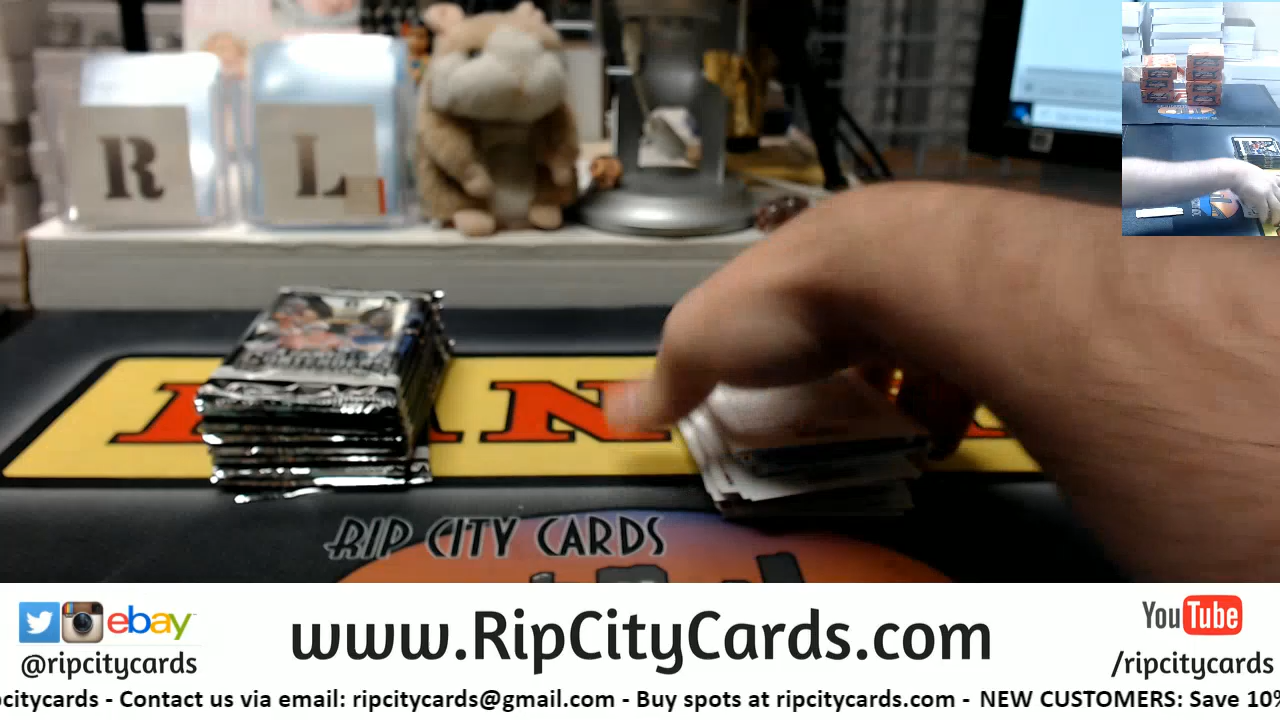 R L
RIP CITY CARDS
ebay
www.RipCityCards.com
YouTube
@ripcitycards
/ripcitycards
pcitycards - Contact us via email: ripcitycards@gmail.com - Buy spots at ripcitycards.com - NEW CUSTOMERS: Save 10%